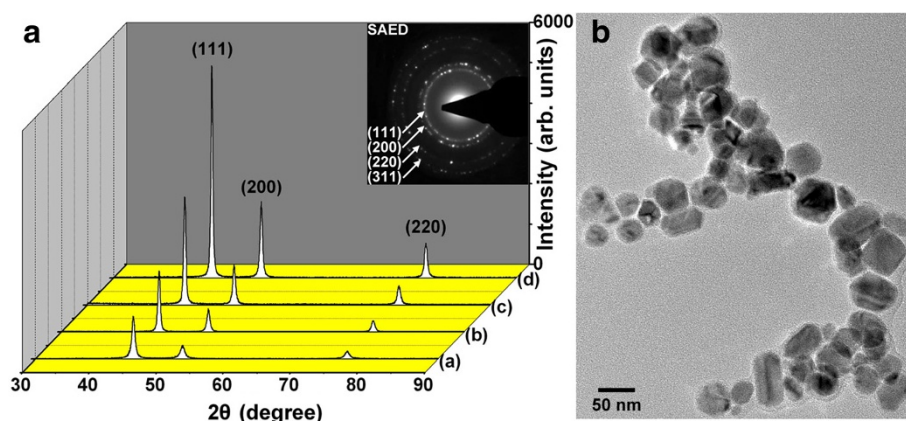 a
SAED
(111)
(200)
(220)
(311)
(111)
(200)
(220)
6000
Intensity (arb. units)
0
(d)
(c)
(b)
(a)
30 40 50 60 70 80 90
2θ (degree)
b
50 nm